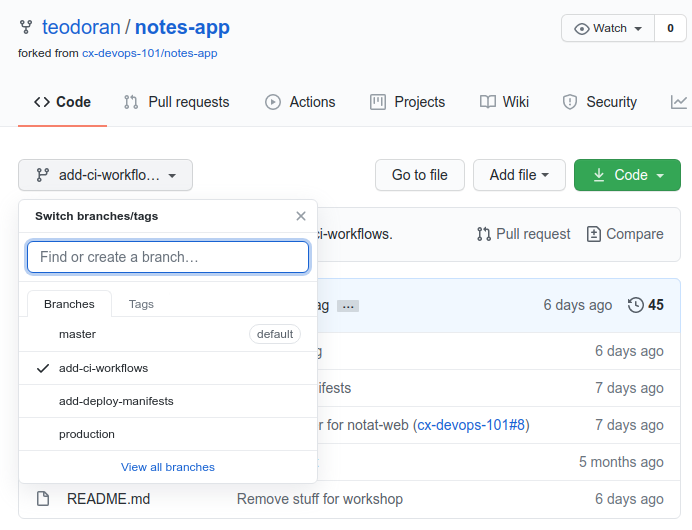 teodoran / notes-app
Watch 0
forked from cx-devops-101/notes-app
Code Pull requests Actions Projects Wiki Security
add-ci-workflo… Go to file Add file Code
Switch branches/tags
ci-workflows. Pull request Compare
Find or create a branch…
Branches Tags
... 6 days ago 45
master default
6 days ago
add-ci-workflows
7 days ago
add-deploy-manifests
for notat-web (cx-devops-101#8) 7 days ago
production
5 months ago
View all branches
README.md Remove stuff for workshop 6 days ago